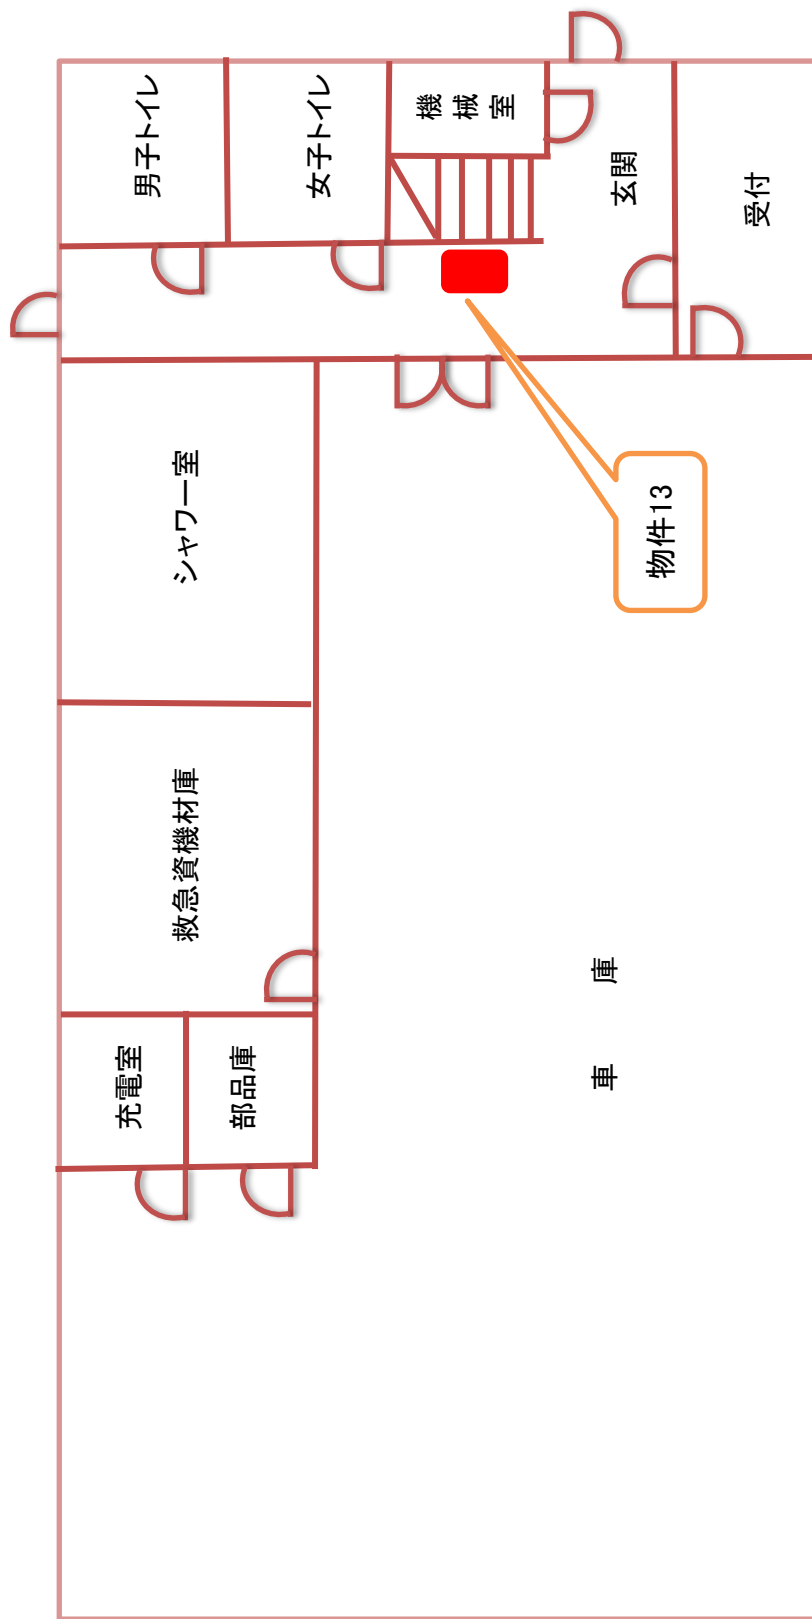 男子トイレ
女子トイレ
機械室
玄関
受付
シャワー室
物件13
救急資機材庫
充電室
部品庫
車庫